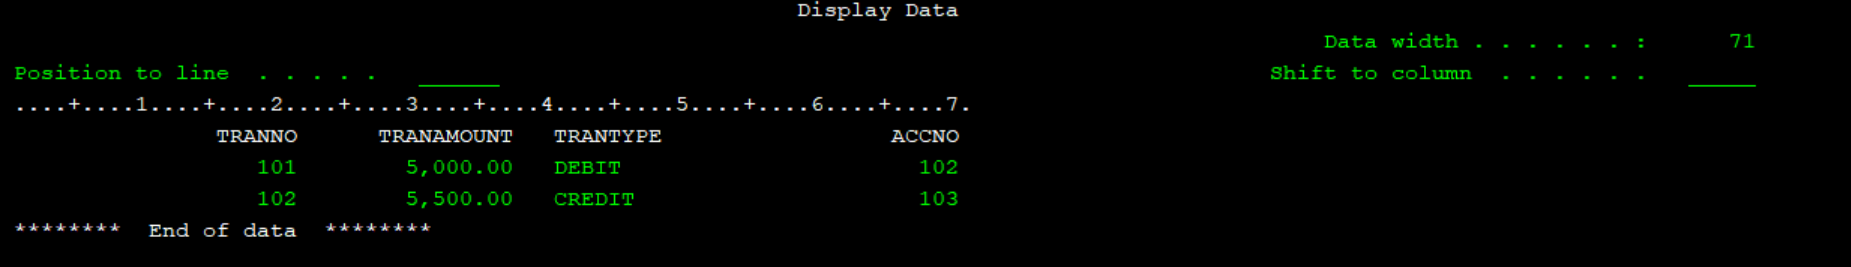 Display Data
Data width . . . . . . : 71
Position to line . . . . . ______ Shift to column . . . . . . _____
....+....1....+....2....+....3....+....4....+....5....+....6....+....7.
TRANNO TRANAMOUNT TRANTYPE ACCNO
101 5,000.00 DEBIT 102
102 5,500.00 CREDIT 103
******** End of data ********